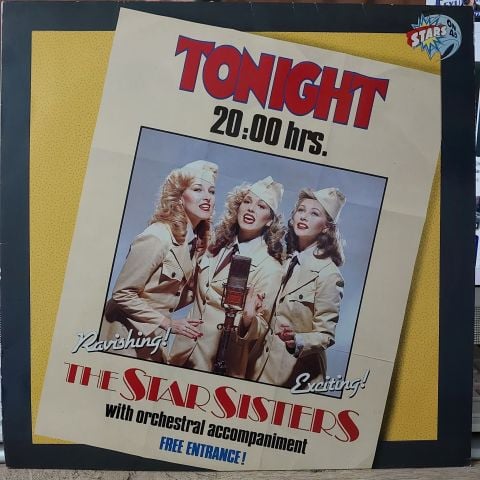 STARS
ON 45
TONIGHT
20:00 hrs.
Ravishing!
Exciting!
THE STAR SISTERS
with orchestral accompaniment
FREE ENTRANCE!